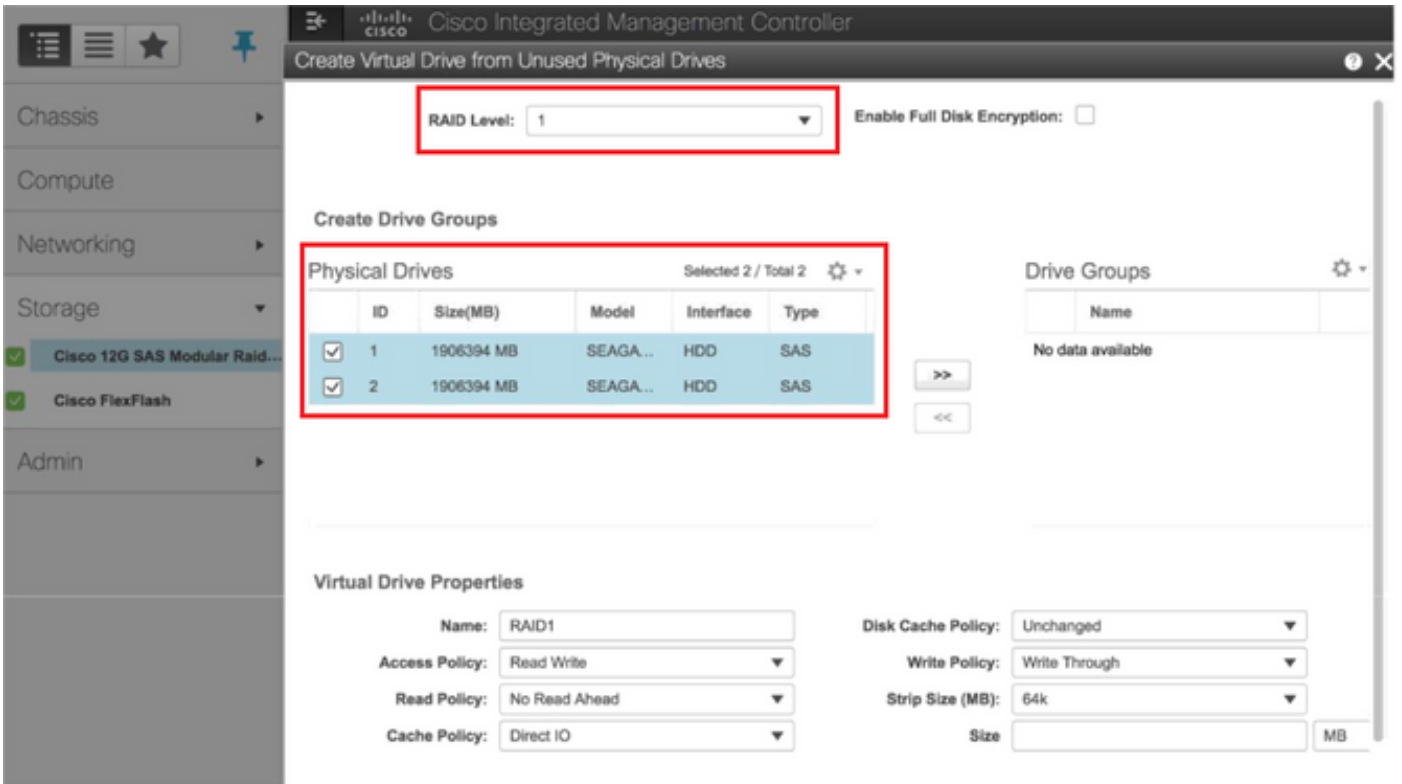 cisco Cisco Integrated Management Controller
Create Virtual Drive from Unused Physical Drives
Chassis
Compute
Networking
Storage
Cisco 12G SAS Modular Raid...
Cisco FlexFlash
Admin
RAID Level: 1
Enable Full Disk Encryption:
Create Drive Groups
Physical Drives Selected 2 / Total 2
ID Size(MB) Model Interface Type
1 1906394 MB SEAGA... HDD SAS
2 1906394 MB SEAGA... HDD SAS
>>
<<
Drive Groups
Name
No data available
Virtual Drive Properties
Name: RAID1
Disk Cache Policy: Unchanged
Access Policy: Read Write
Write Policy: Write Through
Read Policy: No Read Ahead
Strip Size (MB): 64k
Cache Policy: Direct IO
Size MB